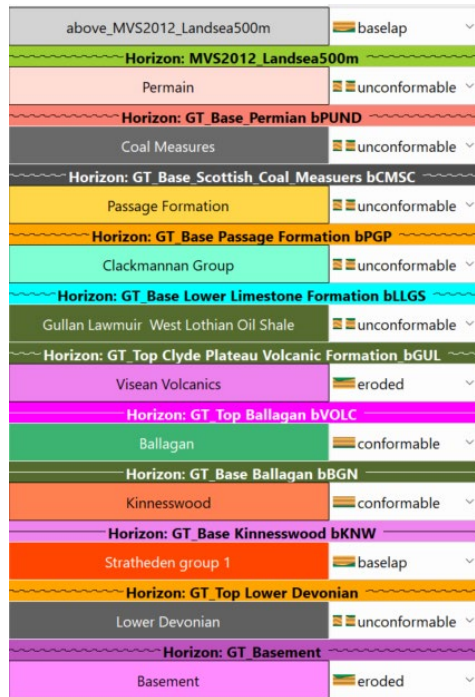 above_MVS2012_Landsea500m baselap
Horizon: MVS2012_Landsea500m
Permain unconformable
Horizon: GT_Base_Permian bPUND
Coal Measures unconformable
Horizon: GT_Base_Scottish_Coal_Measuers bCMSC
Passage Formation unconformable
Horizon: GT_Base Passage Formation bPGP
Clackmannan Group unconformable
Horizon: GT_Base Lower Limestone Formation bLLGS
Gullan Lawmuir West Lothian Oil Shale unconformable
Horizon: GT_Top Clyde Plateau Volcanic Formation_bGUL
Visean Volcanics eroded
Horizon: GT_Top Ballagan bVOLC
Ballagan conformable
Horizon: GT_Base Ballagan bBGN
Kinnesswood conformable
Horizon: GT_Base Kinnesswood bKNW
Stratheden group 1 baselap
Horizon: GT_Top Lower Devonian
Lower Devonian unconformable
Horizon: GT_Basement
Basement eroded